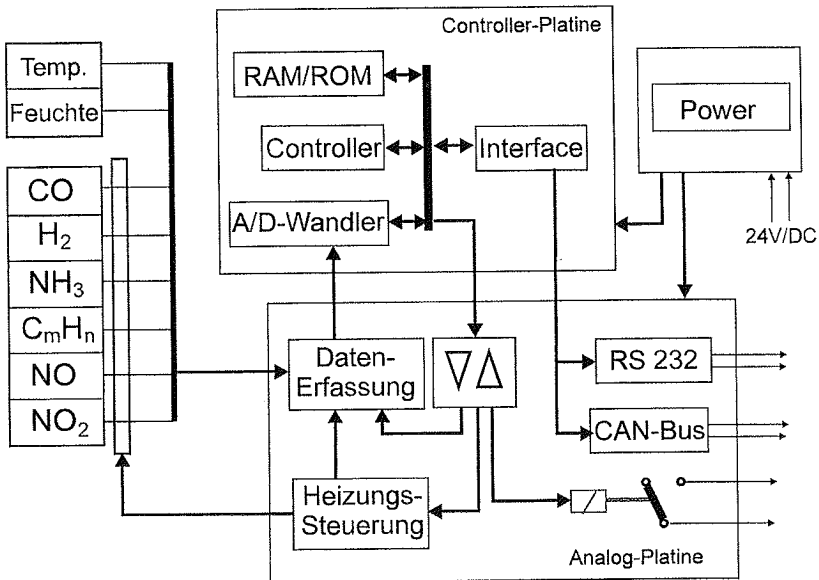 Controller-Platine
Temp.
Feuchte
RAM/ROM
Power
Controller
Interface
CO
H₂
NH₃
CₘHₙ
NO
NO₂
A/D-Wandler
24V/DC
Daten-
Erfassung
RS 232
CAN-Bus
Heizungs-
Steuerung
Analog-Platine